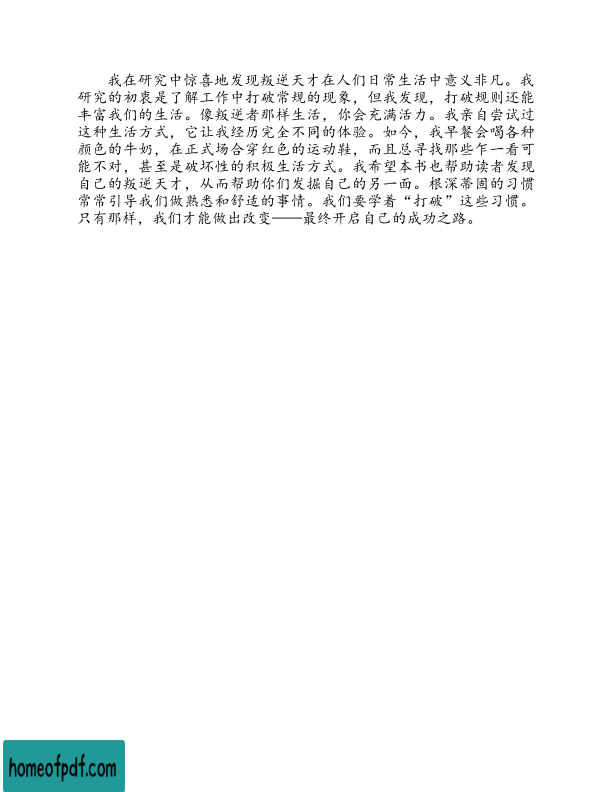 我在研究中惊喜地发现叛逆天才在人们日常生活中意义非凡。我
研究的初衷是了解工作中打破常规的现象，但我发现，打破规则还能
丰富我们的生活。像叛逆者那样生活，你会充满活力。我亲自尝试过
这种生活方式，它让我经历完全不同的体验。如今，我早餐会喝各种
颜色的牛奶，在正式场合穿红色的运动鞋，而且总寻找那些乍一看可
能不对，甚至是破坏性的积极生活方式。我希望本书也帮助读者发现
自己的叛逆天才，从而帮助你们发掘自己的另一面。根深蒂固的习惯
常常引导我们做熟悉和舒适的事情。我们要学着“打破”这些习惯。
只有那样，我们才能做出改变——最终开启自己的成功之路。
homeofpdf.com